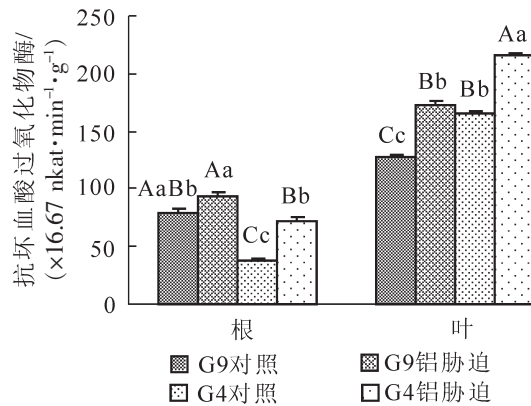 抗坏血酸过氧化物酶/
(×16.67 nkat·min⁻¹·g⁻¹)
250
200
150
100
50
0
AaBb
Aa
Cc
Bb
Cc
Bb
Bb
Aa
根
叶
G9对照
G9铝胁迫
G4对照
G4铝胁迫